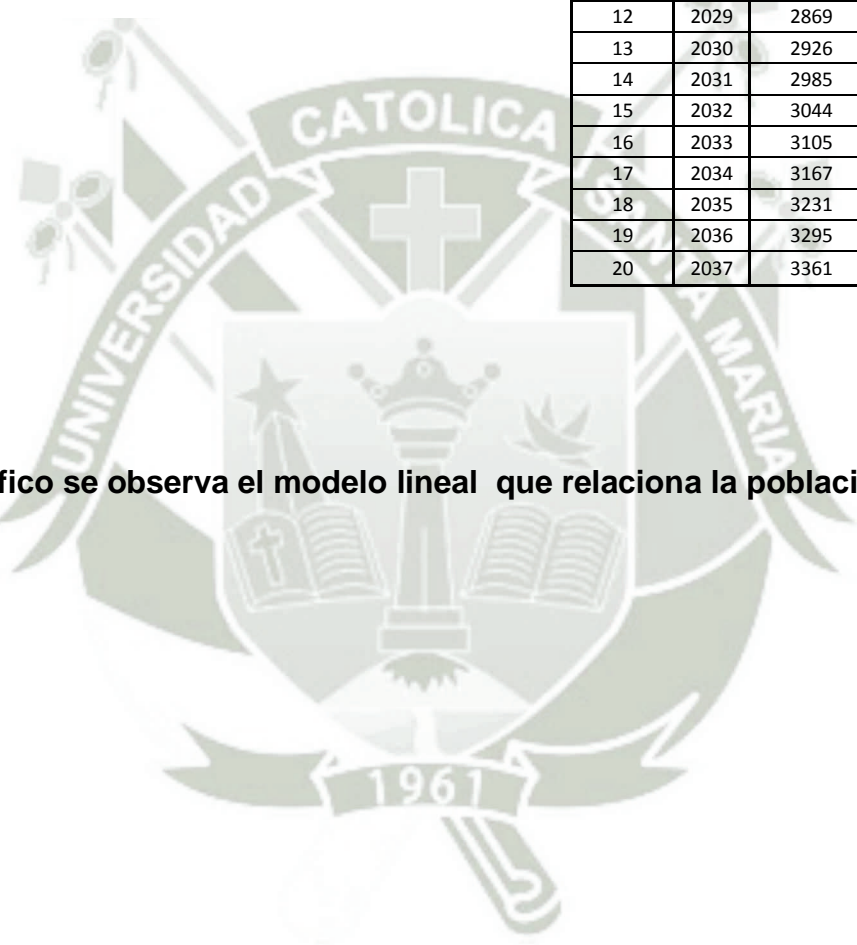 12 2029 2869
13 2030 2926
14 2031 2985
15 2032 3044
16 2033 3105
17 2034 3167
18 2035 3231
19 2036 3295
20 2037 3361
UNIVERSIDAD CATOLICA SANTA MARIA
fico se observa el modelo lineal que relaciona la poblaci
1961